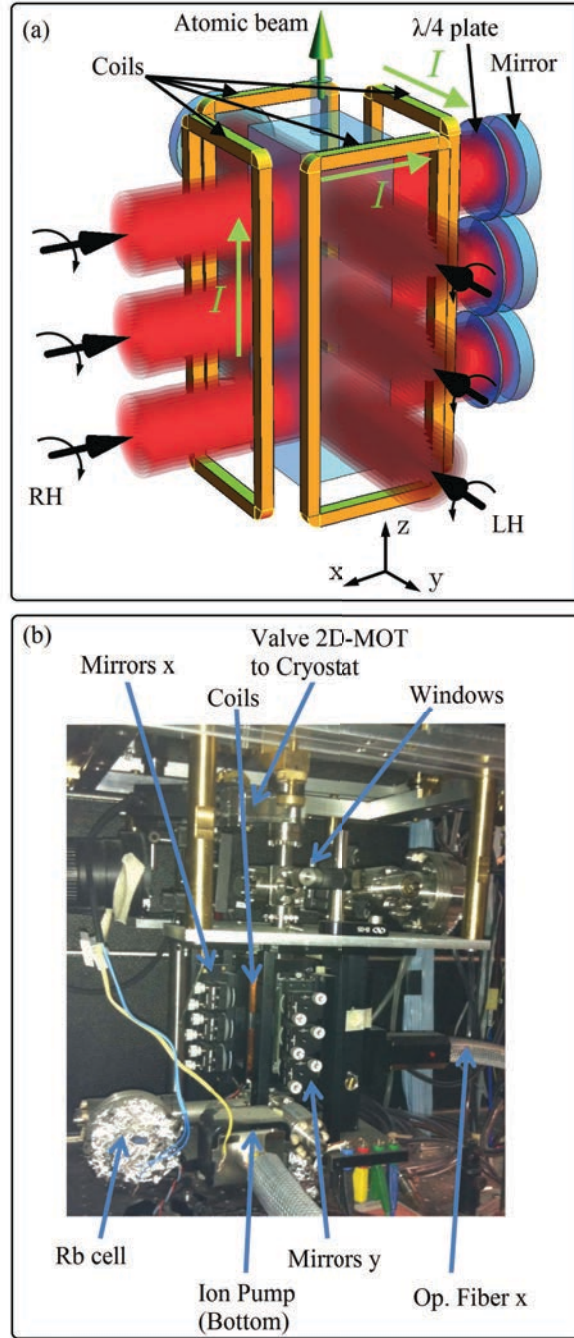 (a)
Atomic beam
λ/4 plate
Mirror
Coils
I
I
I
RH
LH
z
x
y
(b)
Valve 2D-MOT
to Cryostat
Mirrors x
Coils
Windows
Rb cell
Mirrors y
Ion Pump
(Bottom)
Op. Fiber x